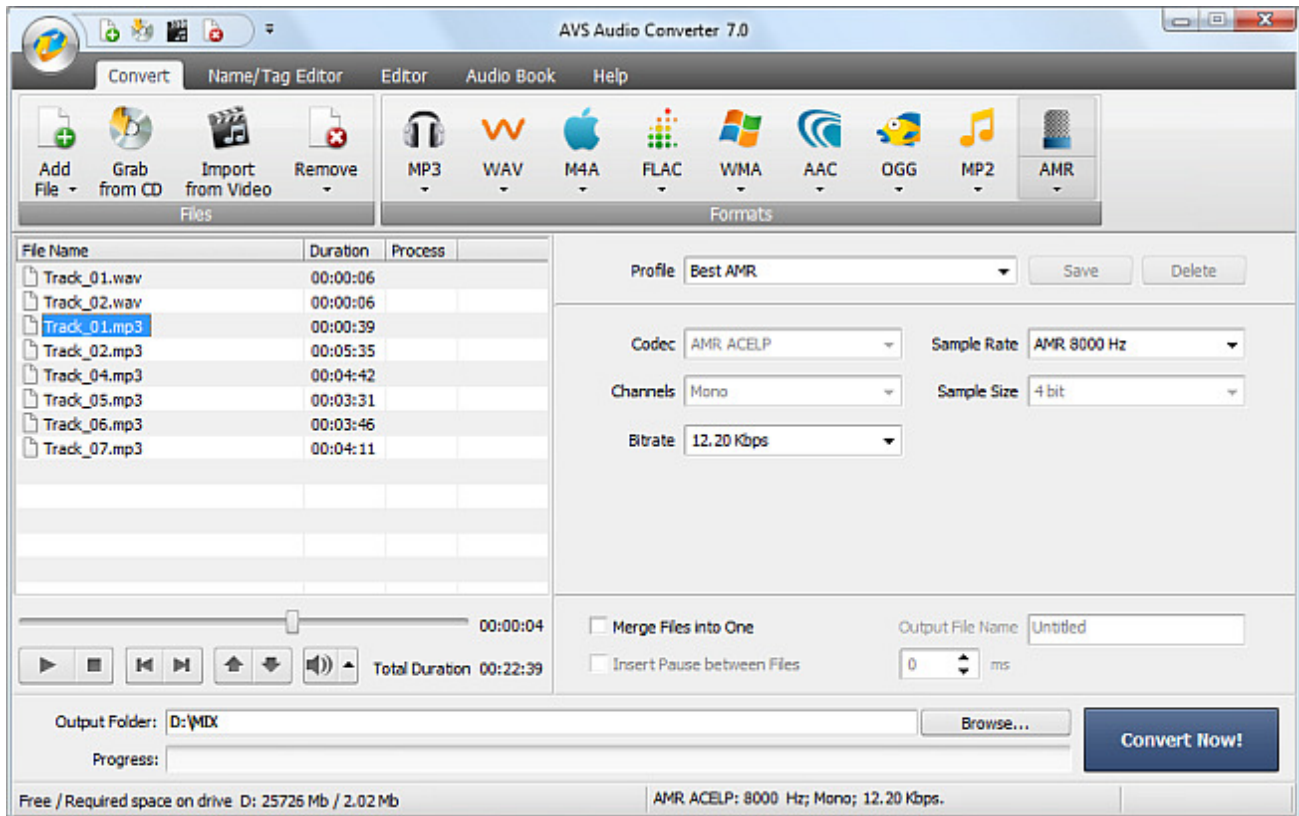 AVS Audio Converter 7.0
Convert Name/Tag Editor Editor Audio Book Help
Add File Grab from CD Import from Video Remove MP3 WAV M4A FLAC WMA AAC OGG MP2 AMR
Files Formats
File Name Duration Process
Track_01.wav 00:00:06
Track_02.wav 00:00:06
Track_01.mp3 00:00:39
Track_02.mp3 00:05:35
Track_04.mp3 00:04:42
Track_05.mp3 00:03:31
Track_06.mp3 00:03:46
Track_07.mp3 00:04:11
00:00:04
Total Duration 00:22:39
Profile Best AMR Save Delete
Codec AMR ACELP Sample Rate AMR 8000 Hz
Channels Mono Sample Size 4 bit
Bitrate 12.20 Kbps
Merge Files into One Output File Name Untitled
Insert Pause between Files 0 ms
Output Folder: D:\MIX Browse...
Convert Now!
Progress:
Free / Required space on drive D: 25726 Mb / 2.02 Mb AMR ACELP: 8000 Hz; Mono; 12.20 Kbps.